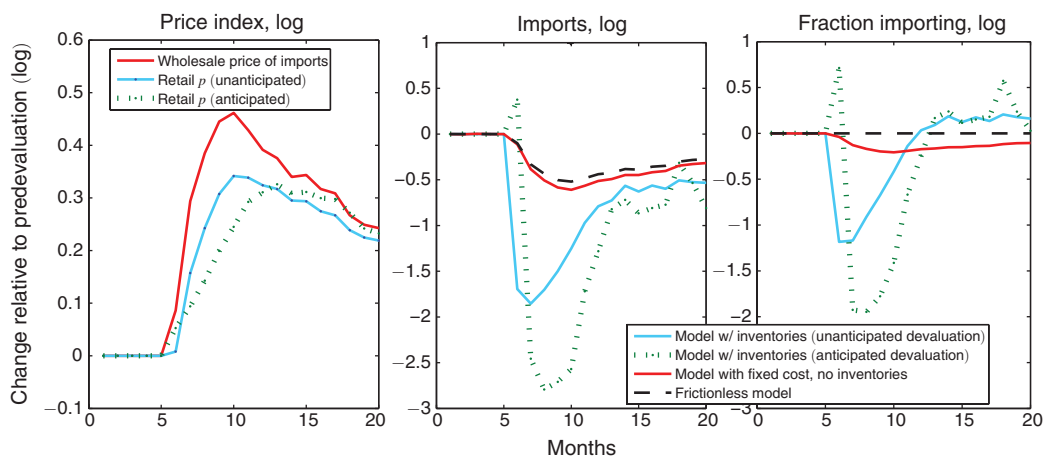 Price index, log
Imports, log
Fraction importing, log
Change relative to predevaluation (log)
0.6
0.5
0.4
0.3
0.2
0.1
0
−0.1
0 5 10 15 20
Wholesale price of imports
Retail p (unanticipated)
Retail p (anticipated)
1
0.5
0
−0.5
−1
−1.5
−2
−2.5
−3
0 5 10 15 20
1
0.5
0
−0.5
−1
−1.5
−2
−3
0 5 10 15 20
Model w/ inventories (unanticipated devaluation)
Model w/ inventories (anticipated devaluation)
Model with fixed cost, no inventories
Frictionless model
Months